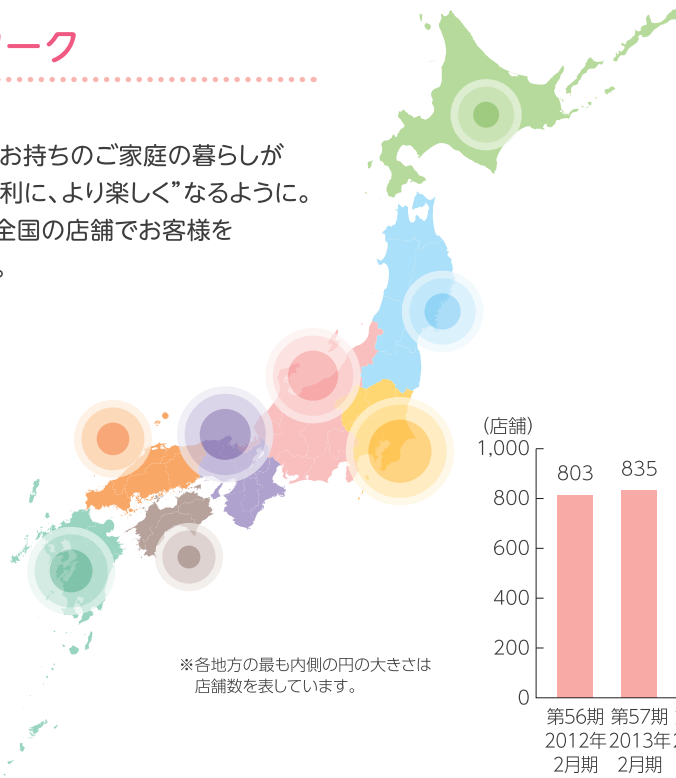 ーク
お持ちのご家庭の暮らしが
利に、より楽しく”なるように。
全国の店舗でお客様を
。
※各地方の最も内側の円の大きさは
店舗数を表しています。
（店舗）
1,000
800
600
400
200
0
803
835
第56期
2012年
2月期
第57期
2013年
2月期